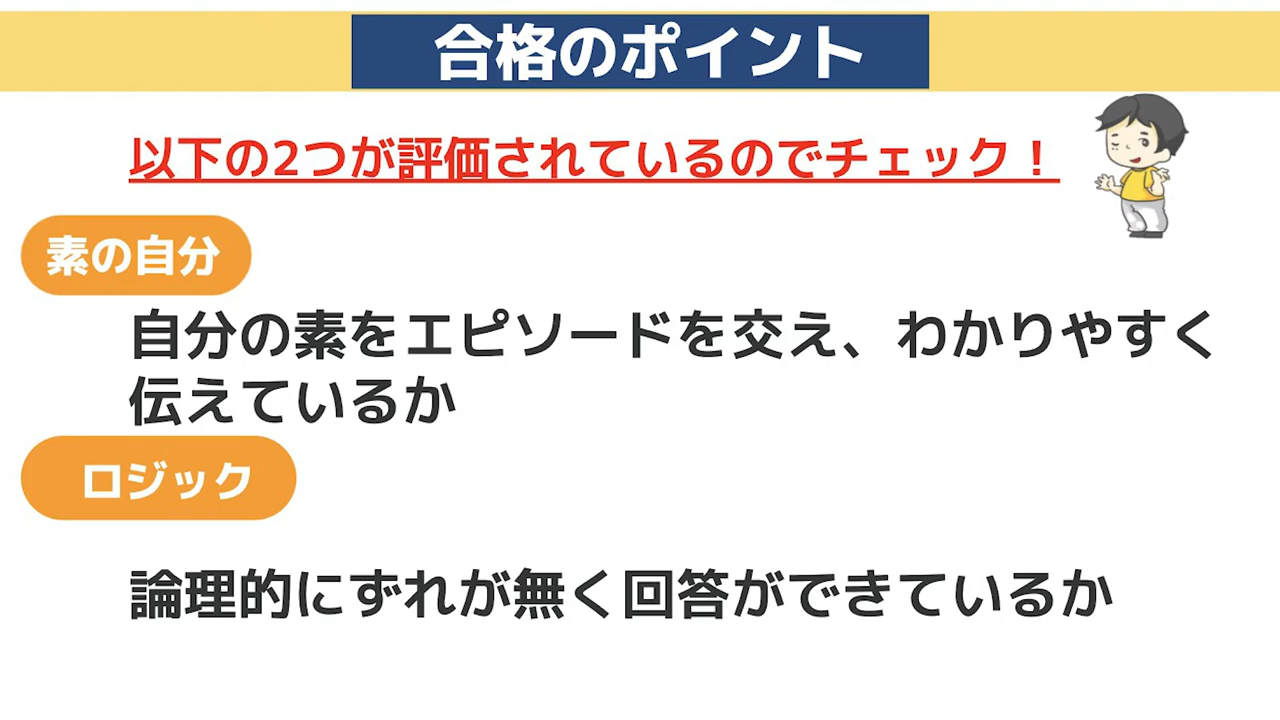 合格のポイント
以下の2つが評価されているのでチェック！
素の自分
自分の素をエピソードを交え、わかりやすく
伝えているか
ロジック
論理的にずれが無く回答ができているか